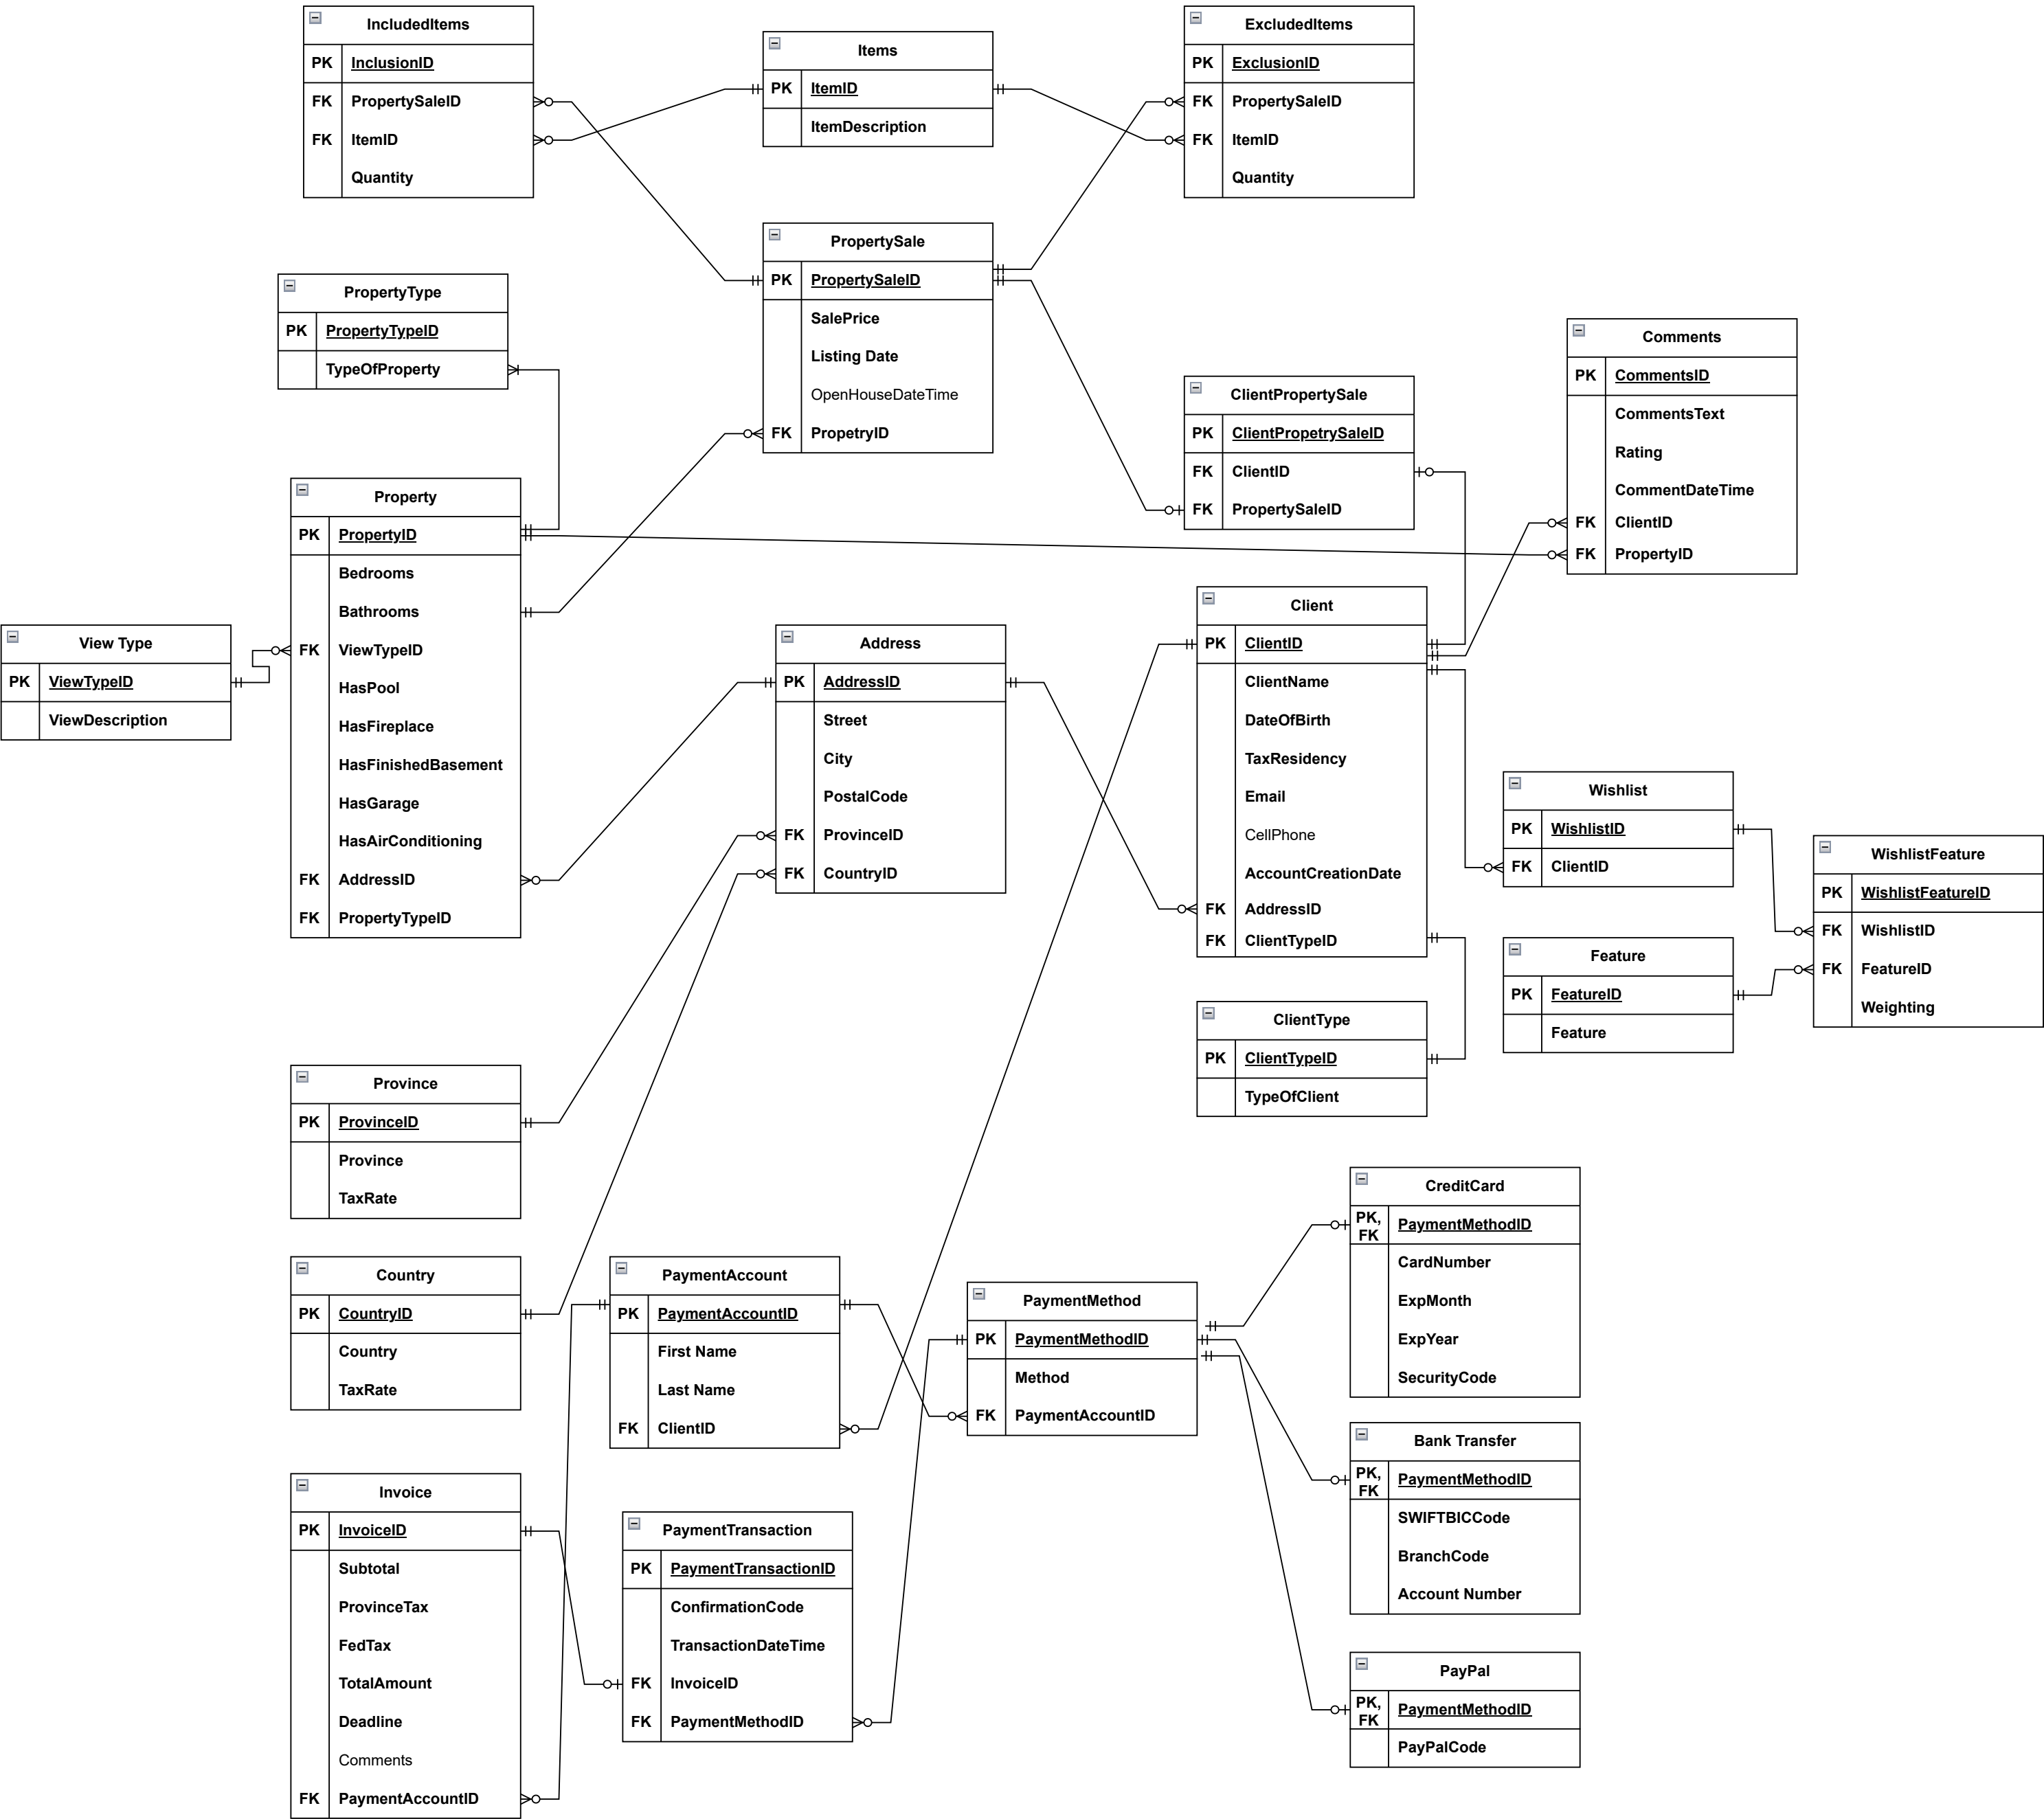 IncludedItems
PK InclusionID
FK PropertySaleID
FK ItemID
Quantity
Items
PK ItemID
ItemDescription
ExcludedItems
PK ExclusionID
FK PropertySaleID
FK ItemID
Quantity
PropertySale
PK PropertySaleID
SalePrice
Listing Date
OpenHouseDateTime
FK PropetryID
PropertyType
PK PropertyTypeID
TypeOfProperty
Comments
PK CommentsID
CommentsText
Rating
CommentDateTime
FK ClientID
FK PropertyID
ClientPropertySale
PK ClientPropetrySaleID
FK ClientID
FK PropertySaleID
Property
PK PropertyID
Bedrooms
Bathrooms
FK ViewTypeID
HasPool
HasFireplace
HasFinishedBasement
HasGarage
HasAirConditioning
FK AddressID
FK PropertyTypeID
View Type
PK ViewTypeID
ViewDescription
Address
PK AddressID
Street
City
PostalCode
FK ProvinceID
FK CountryID
Client
PK ClientID
ClientName
DateOfBirth
TaxResidency
Email
CellPhone
AccountCreationDate
FK AddressID
FK ClientTypeID
Wishlist
PK WishlistID
FK ClientID
WishlistFeature
PK WishlistFeatureID
FK WishlistID
FK FeatureID
Weighting
Feature
PK FeatureID
Feature
ClientType
PK ClientTypeID
TypeOfClient
Province
PK ProvinceID
Province
TaxRate
Country
PK CountryID
Country
TaxRate
PaymentAccount
PK PaymentAccountID
First Name
Last Name
FK ClientID
PaymentMethod
PK PaymentMethodID
Method
FK PaymentAccountID
CreditCard
PK, FK PaymentMethodID
CardNumber
ExpMonth
ExpYear
SecurityCode
Bank Transfer
PK, FK PaymentMethodID
SWIFTBICCode
BranchCode
Account Number
PayPal
PK, FK PaymentMethodID
PayPalCode
Invoice
PK InvoiceID
Subtotal
ProvinceTax
FedTax
TotalAmount
Deadline
Comments
FK PaymentAccountID
PaymentTransaction
PK PaymentTransactionID
ConfirmationCode
TransactionDateTime
FK InvoiceID
FK PaymentMethodID